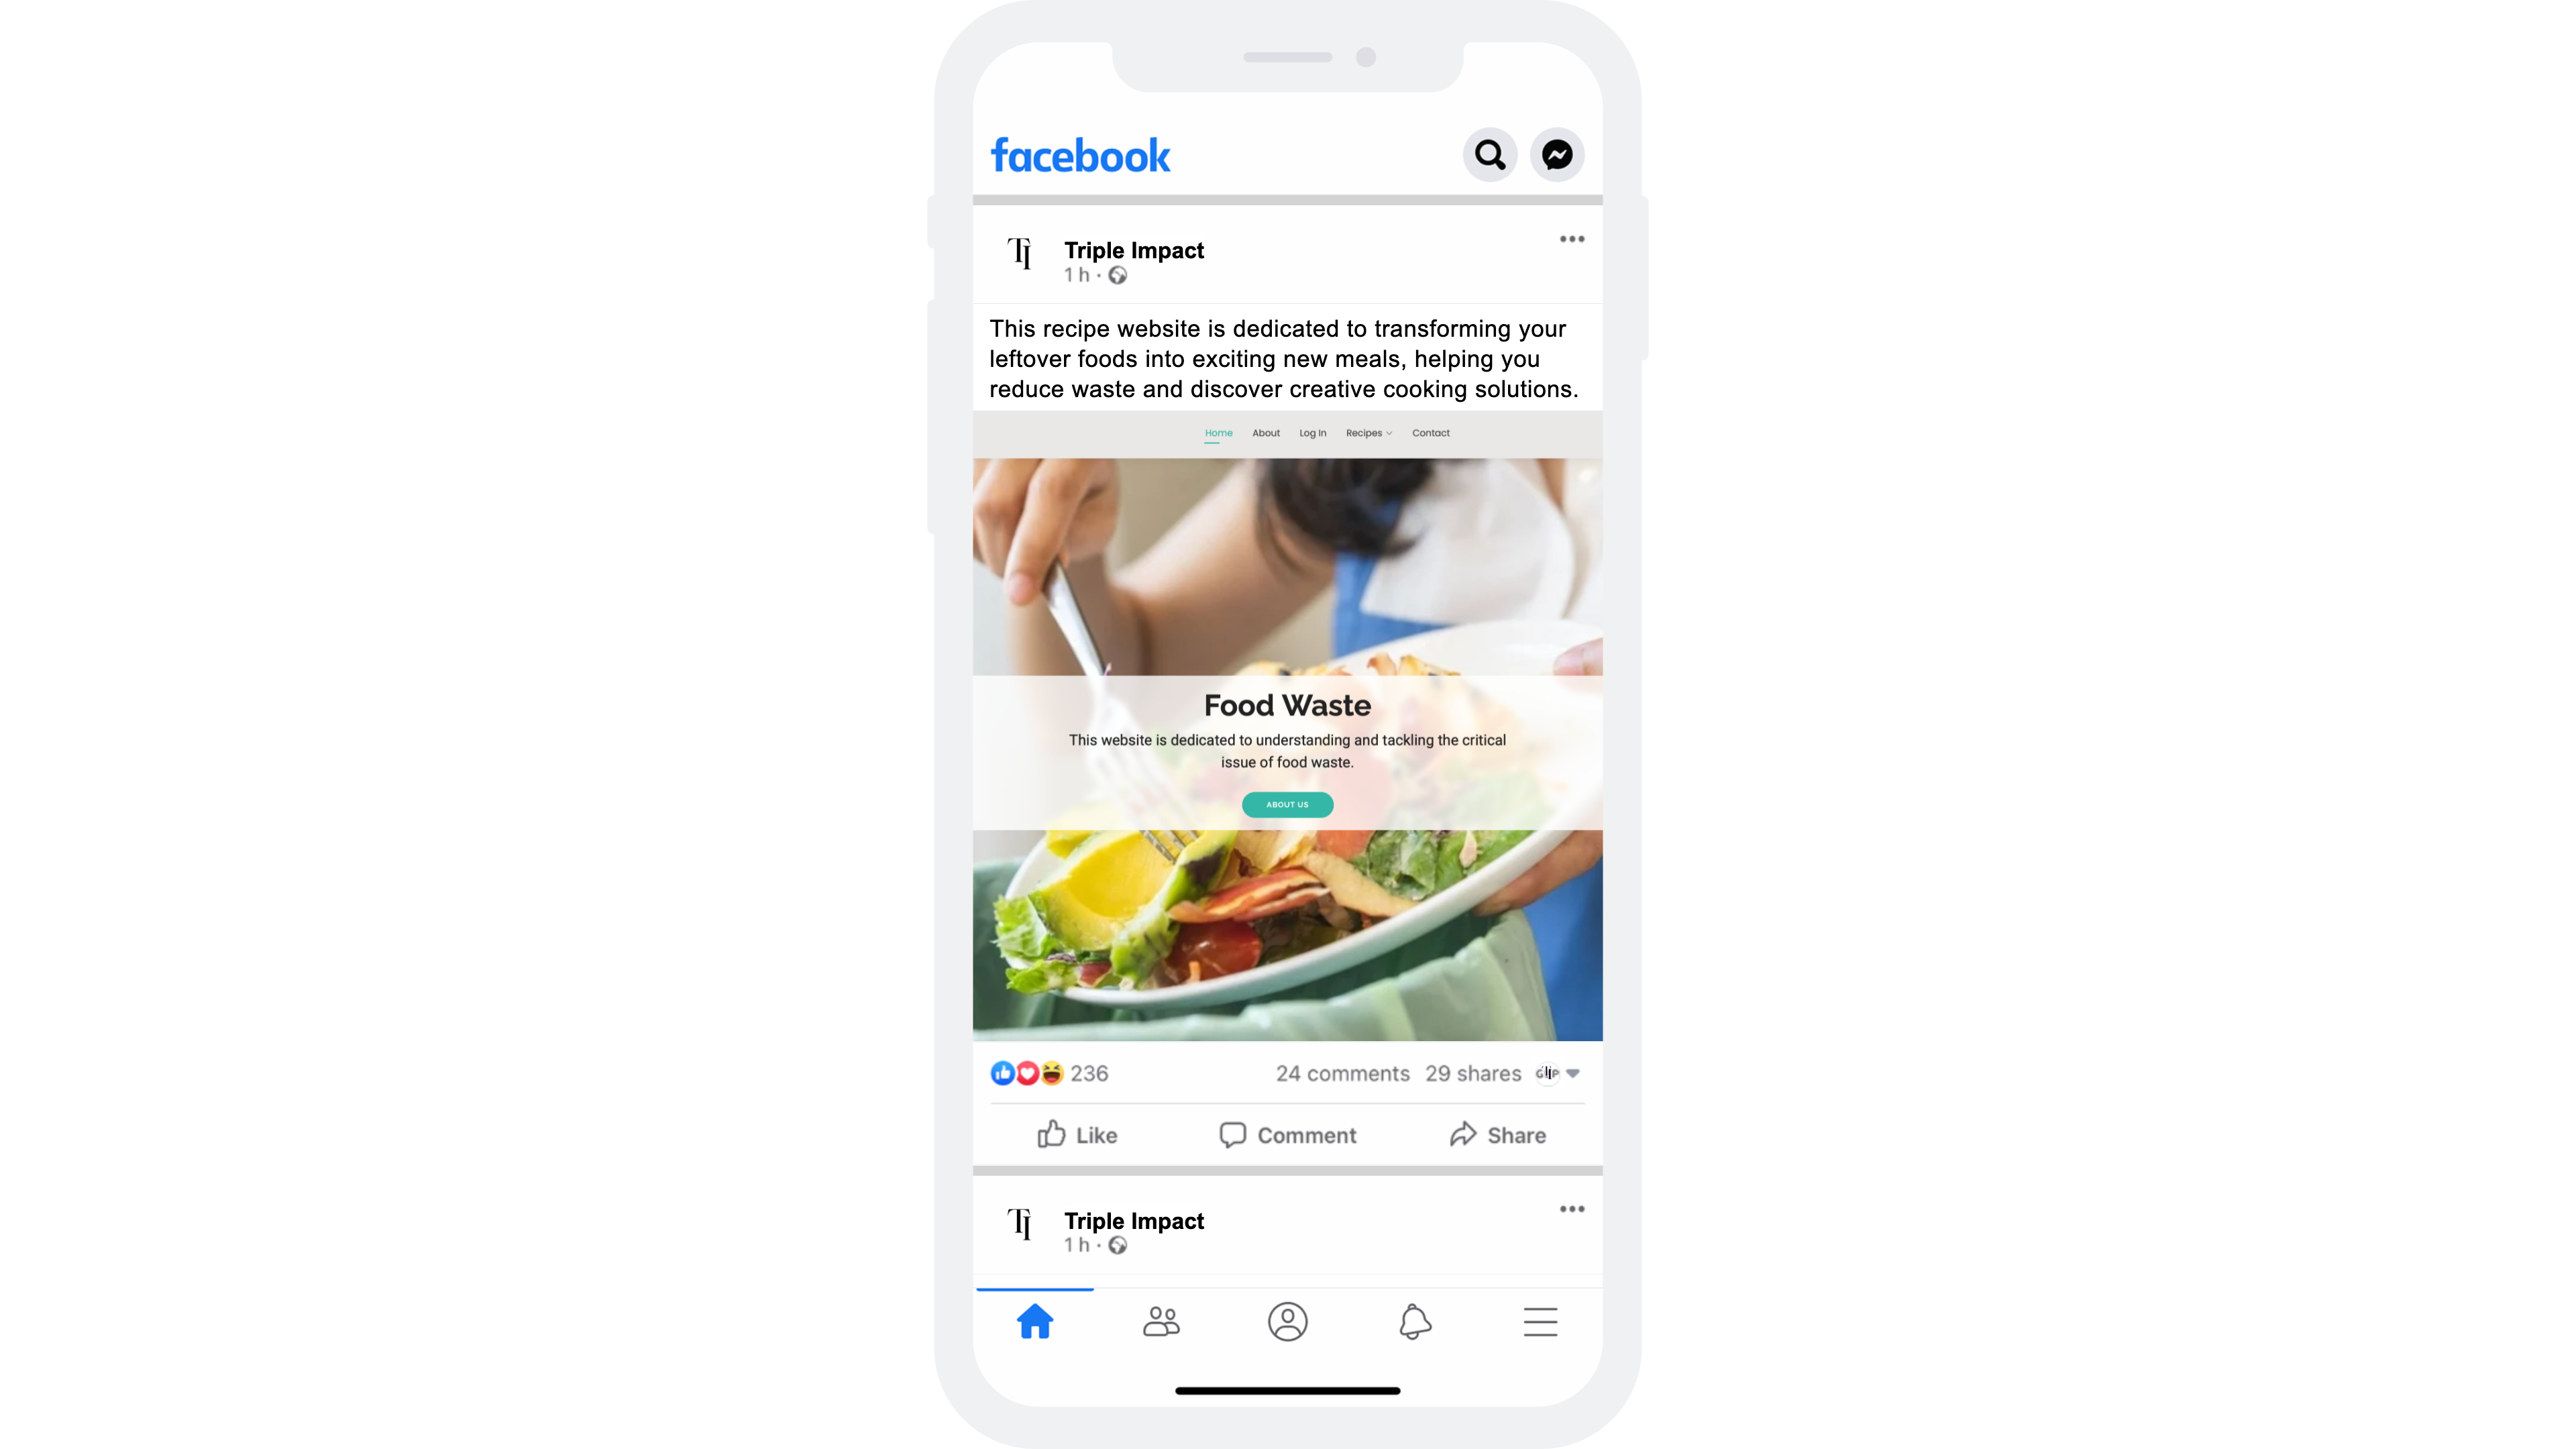 facebook
TI
Triple Impact
1 h ·
This recipe website is dedicated to transforming your
leftover foods into exciting new meals, helping you
reduce waste and discover creative cooking solutions.
Home About Log In Recipes Contact
Food Waste
This website is dedicated to understanding and tackling the critical
issue of food waste.
ABOUT US
236 24 comments 29 shares
Like Comment Share
TI
Triple Impact
1 h ·